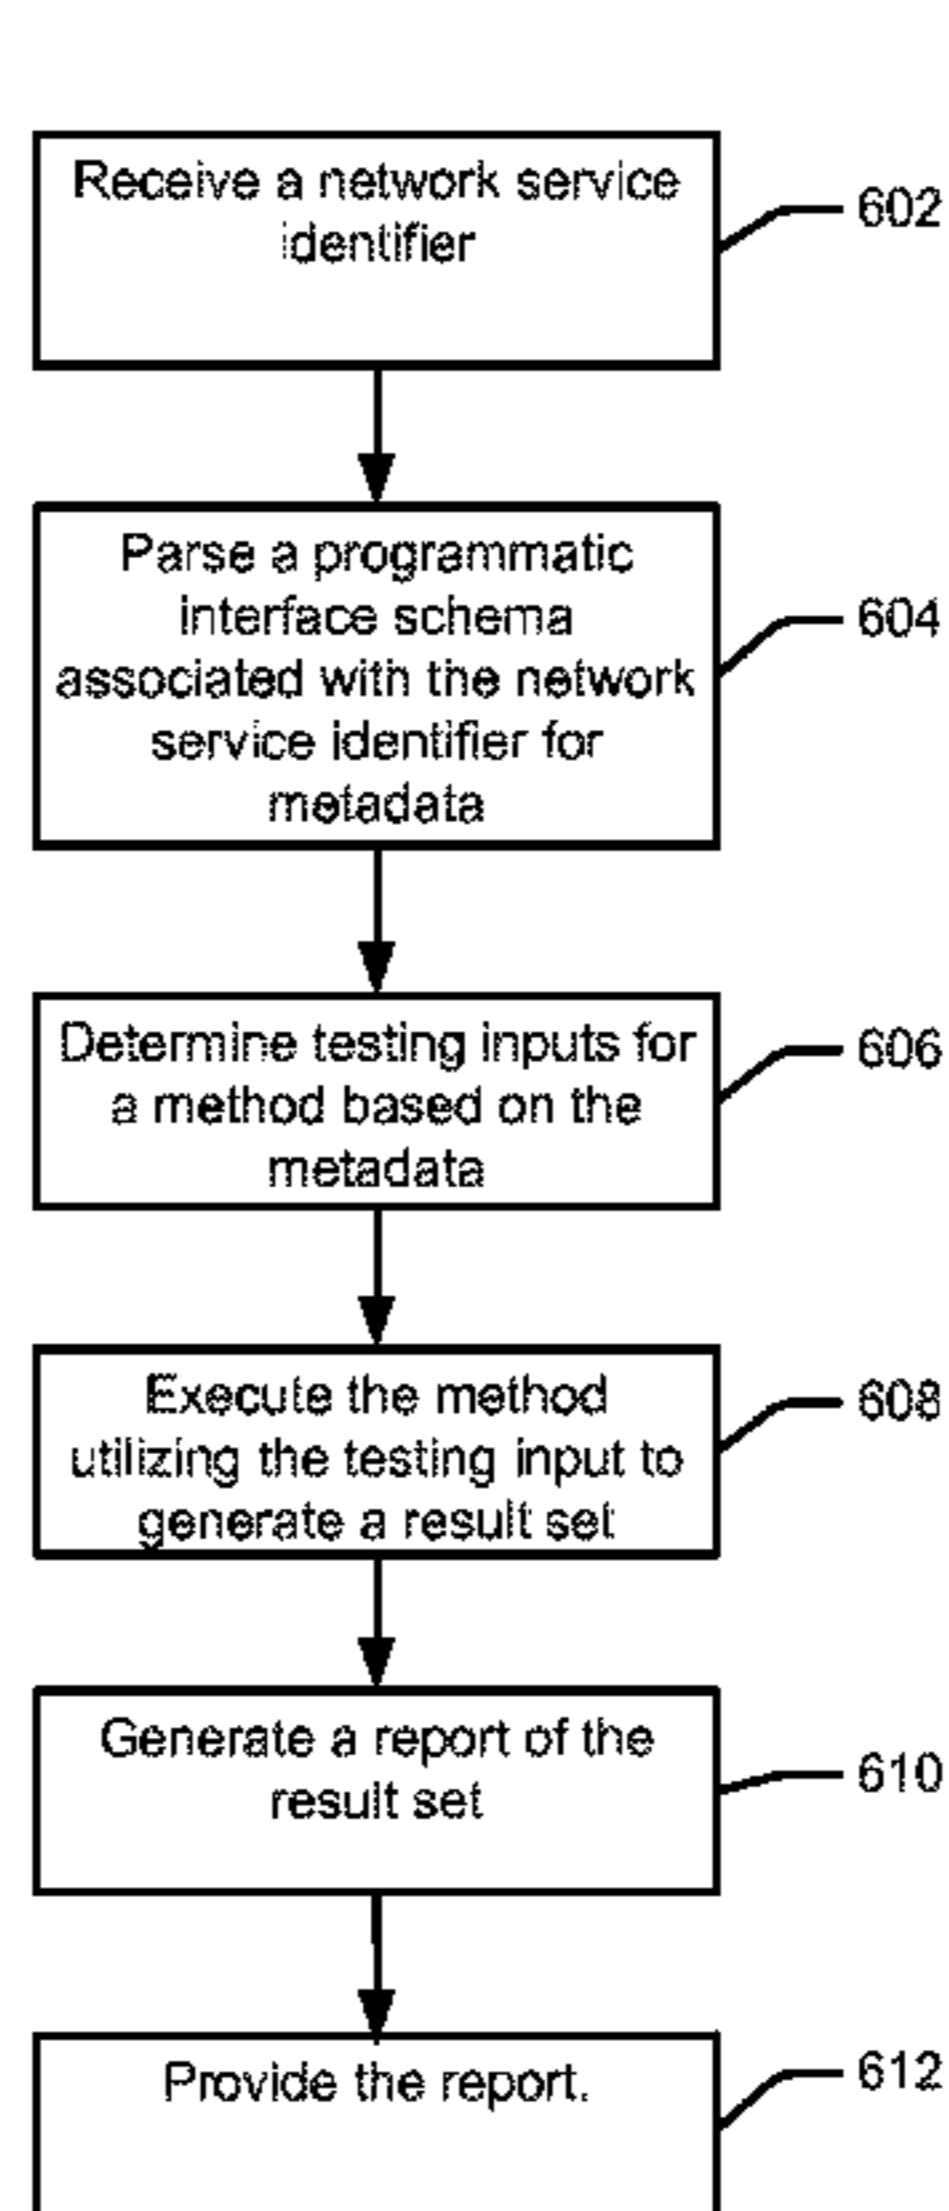 Receive a network service
identifier
602
Parse a programmatic
interface schema
associated with the network
service identifier for
metadata
604
Determine testing inputs for
a method based on the
metadata
606
Execute the method
utilizing the testing input to
generate a result set
608
Generate a report of the
result set
610
Provide the report.
612